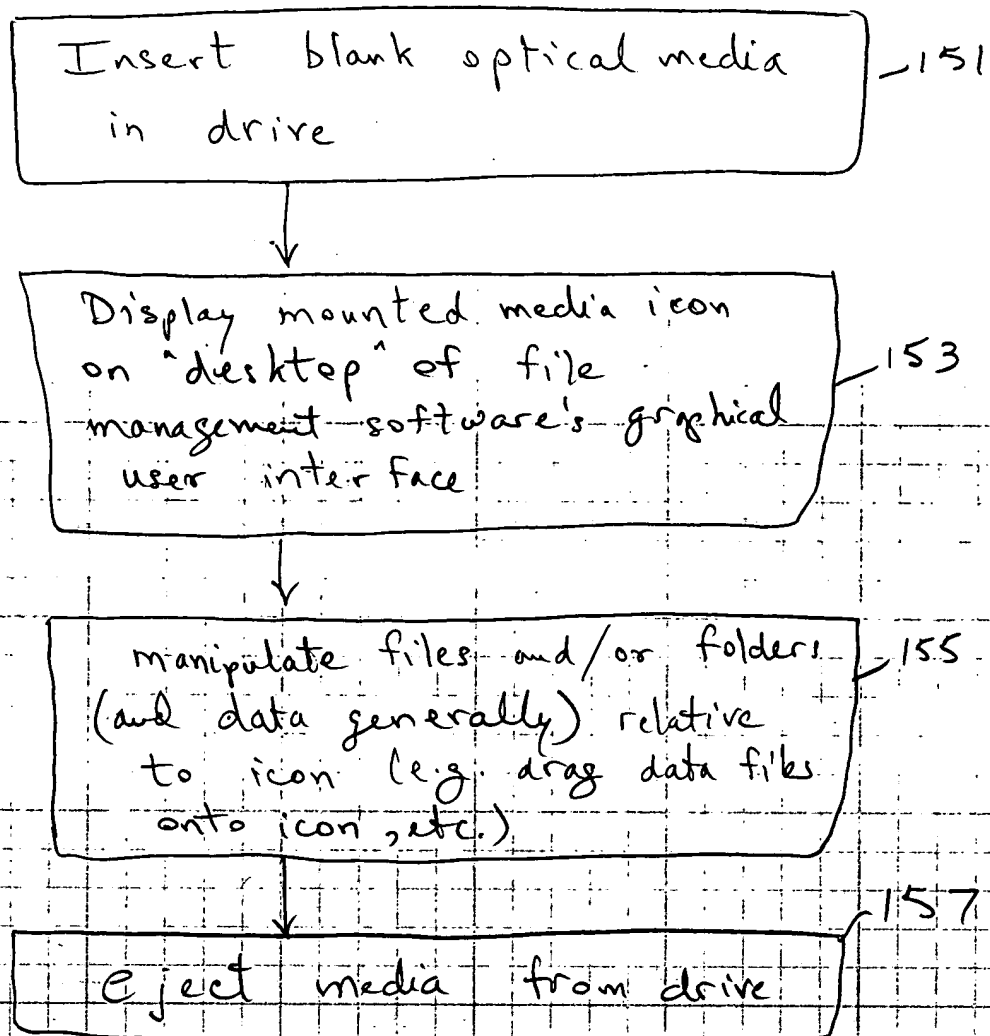 Insert blank optical media
in drive
151
Display mounted media icon
on "desktop" of file
management software's graphical
user interface
153
manipulate files and/or folders
(and data generally) relative
to icon (e.g. drag data files
onto icon, etc.)
155
eject media from drive
157